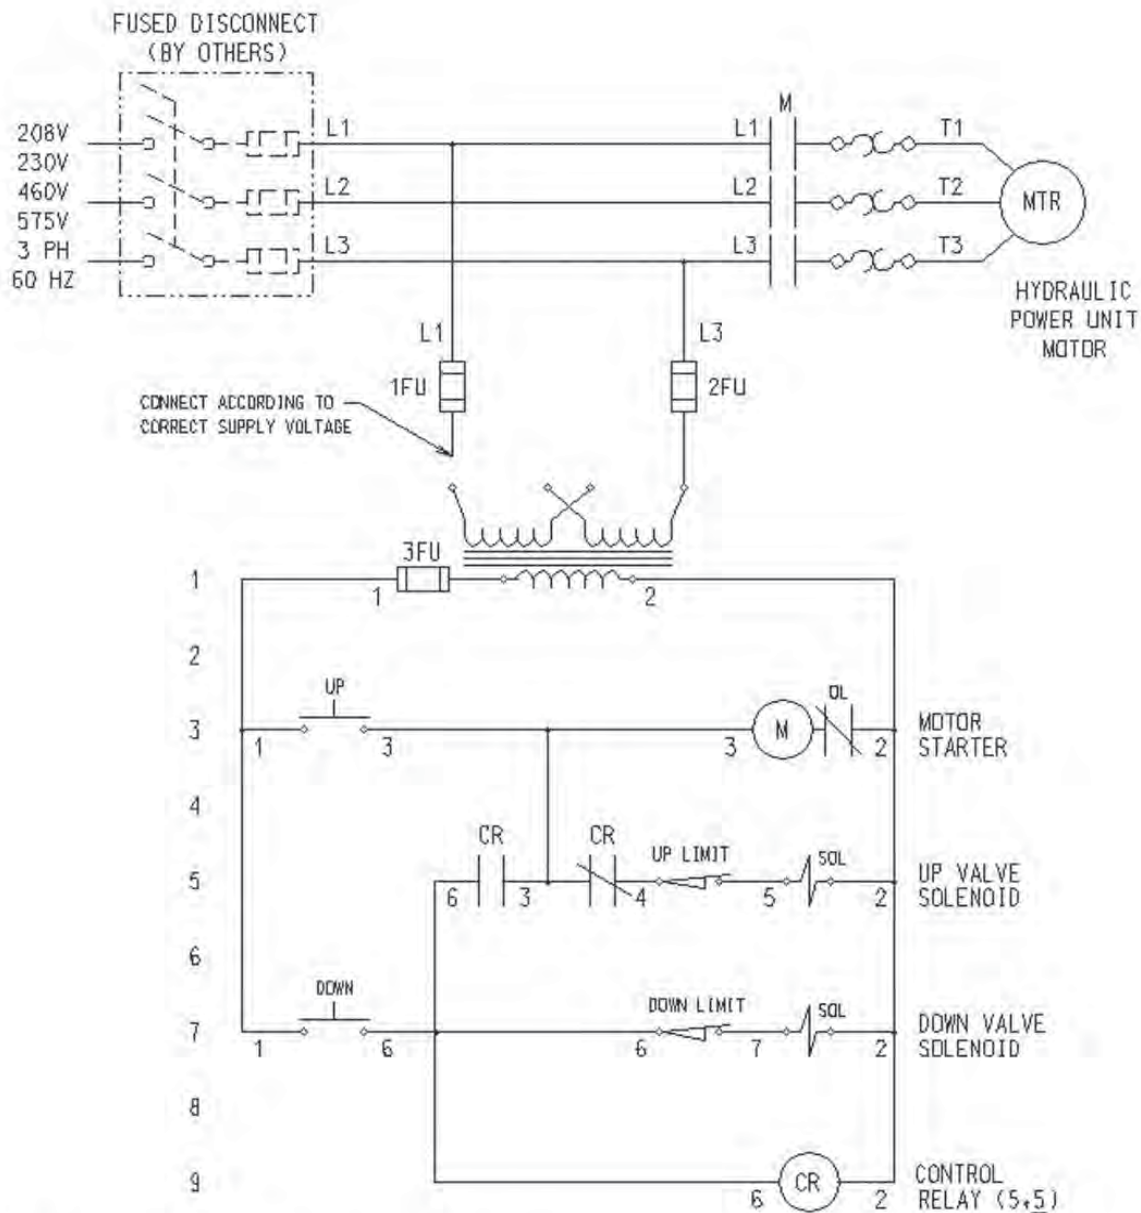 FUSED DISCONNECT
(BY OTHERS)
208V
230V
460V
575V
3 PH
60 HZ
L1
L2
L3
M
L1
L2
L3
T1
T2
T3
MTR
HYDRAULIC
POWER UNIT
MOTOR
L1
L3
1FU
2FU
CONNECT ACCORDING TO
CORRECT SUPPLY VOLTAGE
3FU
1
1
2
2
UP
OL
3
1
3
3
M
2
MOTOR
STARTER
4
CR
CR
UP LIMIT
SOL
5
6
3
4
5
2
UP VALVE
SOLENOID
6
DOWN
DOWN LIMIT
SOL
7
1
6
6
7
2
DOWN VALVE
SOLENOID
8
9
6
CR
2
CONTROL
RELAY (5,5)